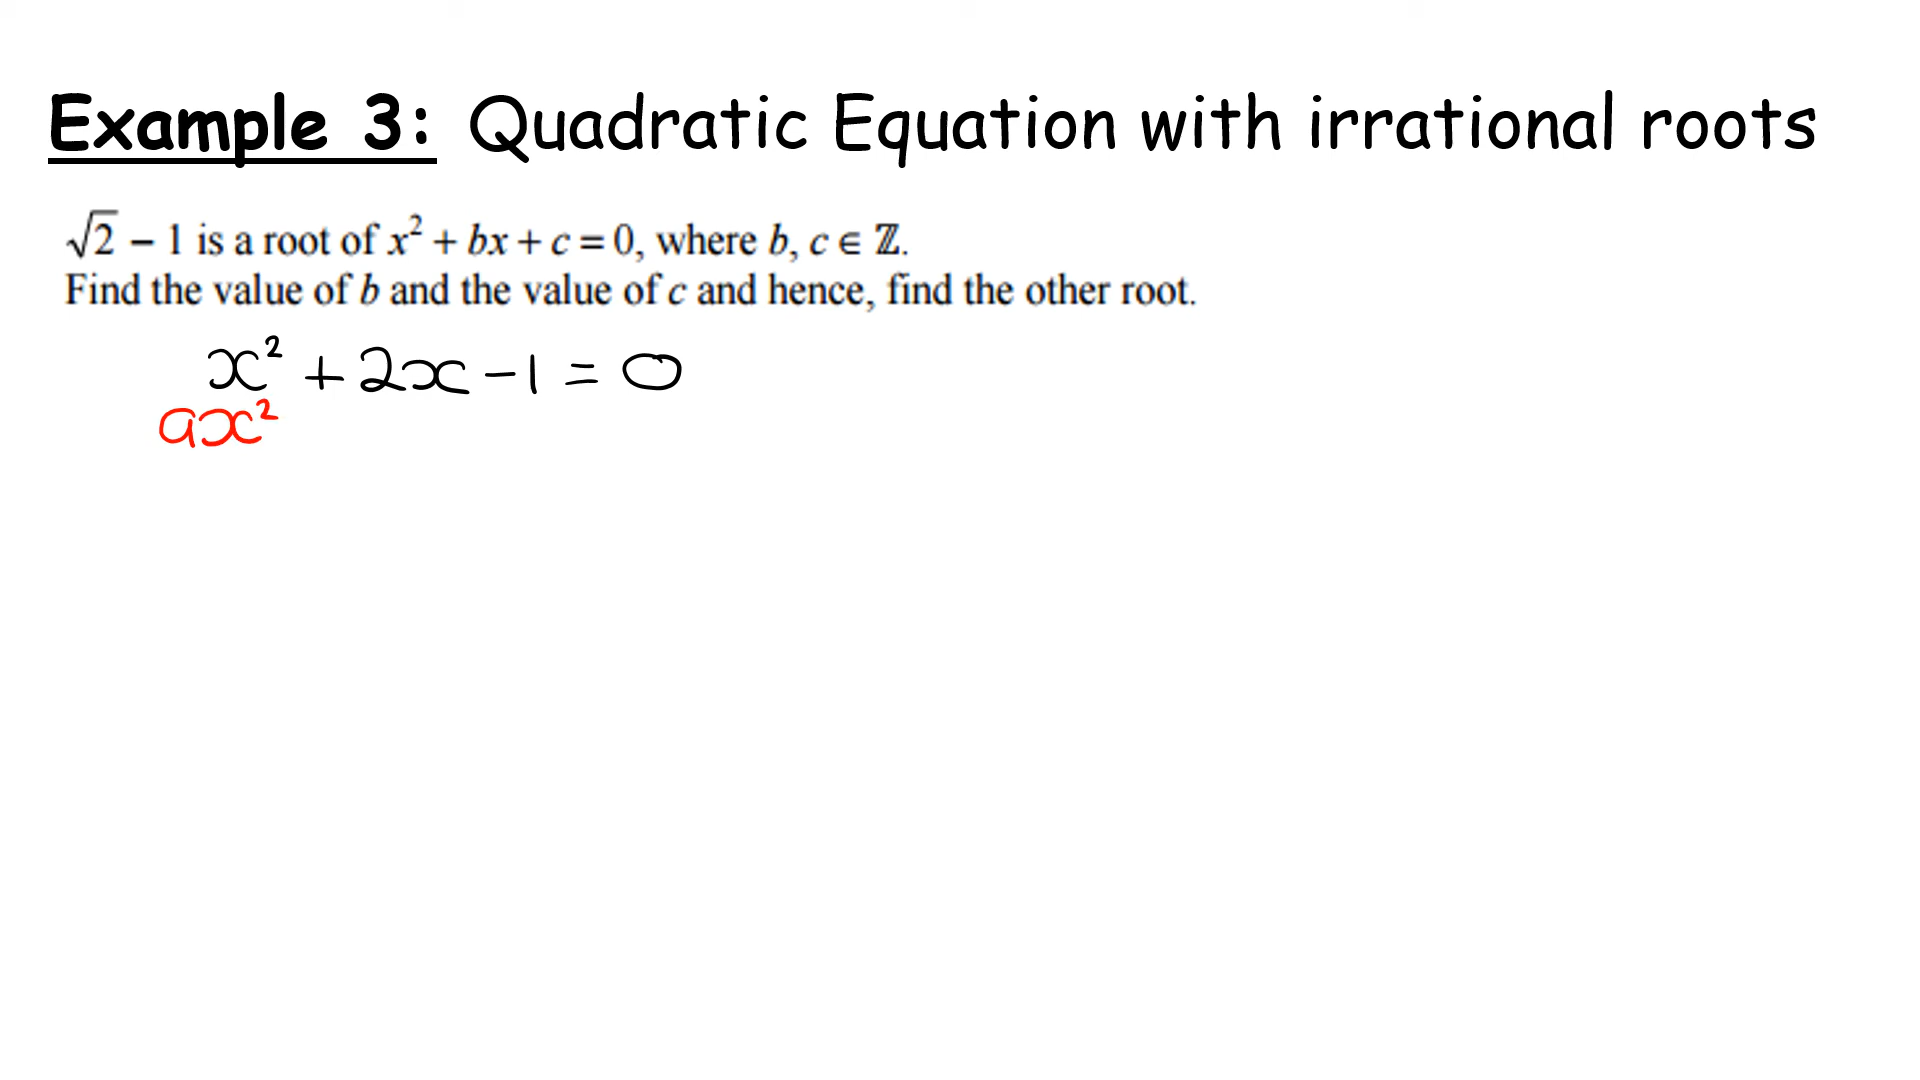 Example 3: Quadratic Equation with irrational roots
√2 − 1 is a root of x² + bx + c = 0, where b, c ∈ ℤ.
Find the value of b and the value of c and hence, find the other root.
x² + 2x − 1 = 0
ax²